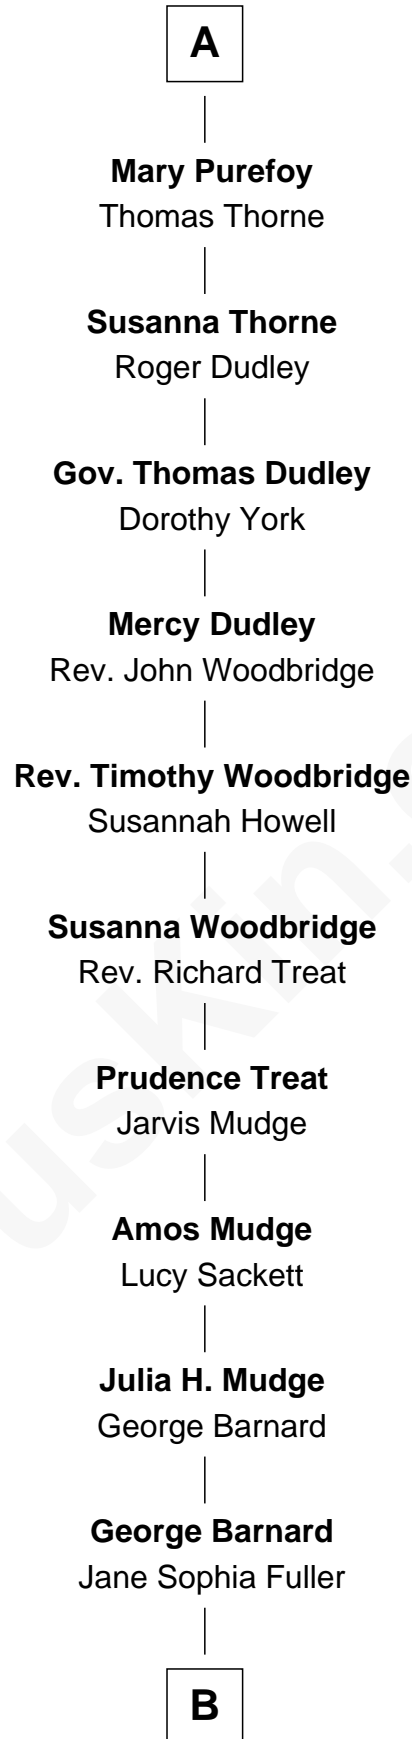 A
Mary Purefoy
Thomas Thorne
Susanna Thorne
Roger Dudley
Gov. Thomas Dudley
Dorothy York
Mercy Dudley
Rev. John Woodbridge
Rev. Timothy Woodbridge
Susannah Howell
Susanna Woodbridge
Rev. Richard Treat
Prudence Treat
Jarvis Mudge
Amos Mudge
Lucy Sackett
Julia H. Mudge
George Barnard
George Barnard
Jane Sophia Fuller
B